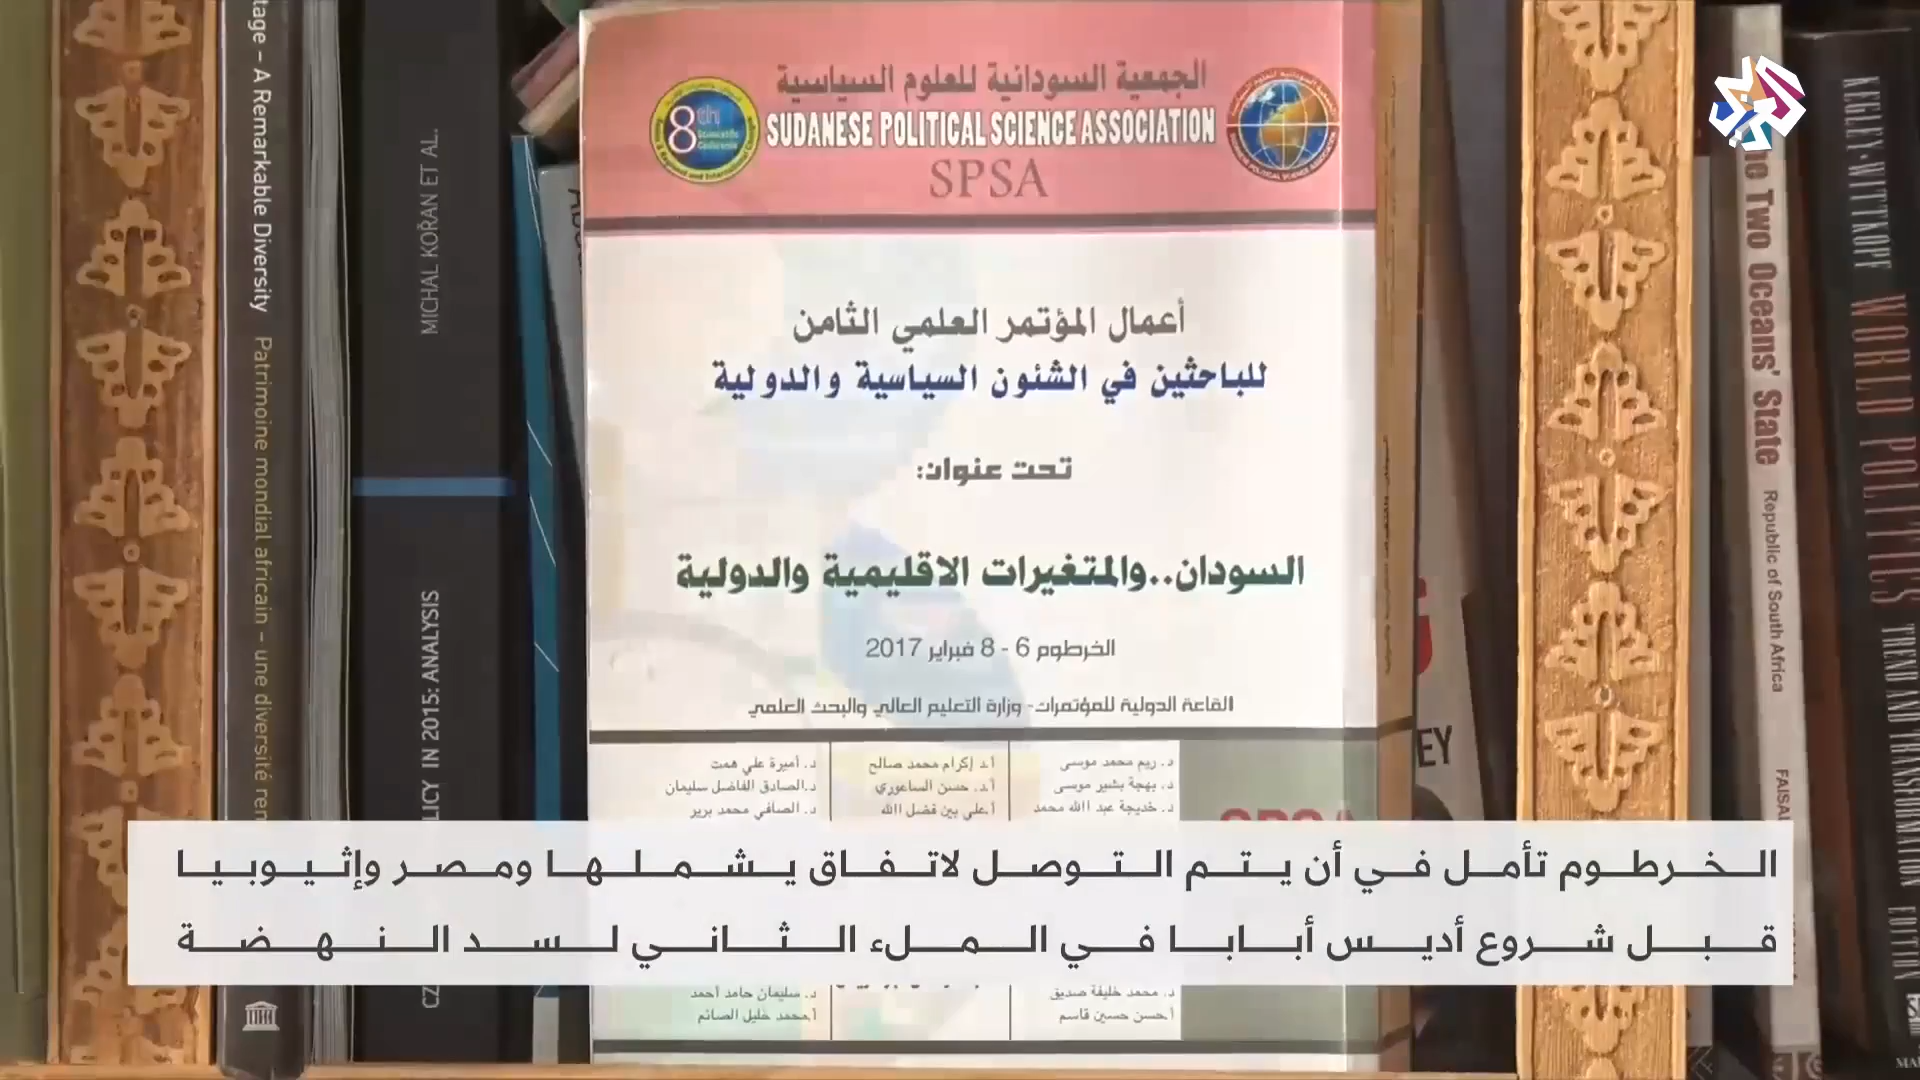 الجمعية السودانية للعلوم السياسية
SUDANESE POLITICAL SCIENCE ASSOCIATION
SPSA
8th
Scientific
Conference
أعمال المؤتمر العلمي الثامن
للباحثين في الشئون السياسية والدولية
تحت عنوان:
السودان..والمتغيرات الاقليمية والدولية
الخرطوم 6 - 8 فبراير 2017
القاعة الدولية للمؤتمرات- وزارة التعليم العالي والبحث العلمي
د. ريم محمد موسى
د. بهجة بشير موسى
د. خديجة عبد الله محمد
أ.د إكرام محمد صالح
أ.د. حسن الساعوري
أ.علي بين فضل الله
د. أميرة علي همت
د.الصادق الفاضل سليمان
د. الصافي محمد برير
الخرطوم تأمل في أن يتم التوصل لاتفاق يشملها ومصر وإثيوبيا
قبل شروع أديس أبابا في الملء الثاني لسد النهضة
د. محمد خليفة صديق
أ.حسن حسين قاسم
د. سليمان حامد أحمد
أ.محمد خليل الصائم
tage – A Remarkable Diversity
Patrimoine mondial africain – une diversité
MICHAL KOŘAN ET AL.
LICY IN 2015: ANALYSIS
CZ
EY
he Two Oceans' State
Republic of South Africa
FAISAL
KEGLEY·WITTKOPF
WORLD POLITICS
TREND AND TRANSFORMATION
EDITION